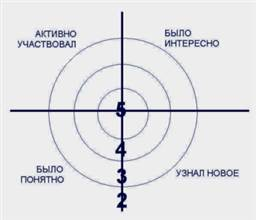 АКТИВНО
УЧАСТВОВАЛ
БЫЛО
ИНТЕРЕСНО
5
4
БЫЛО
ПОНЯТНО
3
УЗНАЛ НОВОЕ
2